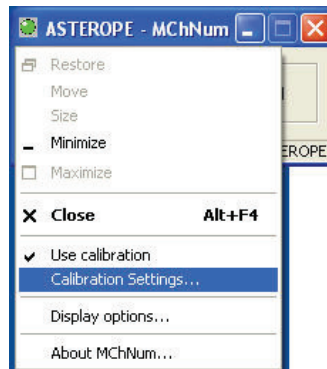 ASTEROPE - MChNum
Restore
Move
Size
Minimize
EROPE
Maximize
Close Alt+F4
Use calibration
Calibration Settings...
Display options...
About MChNum...